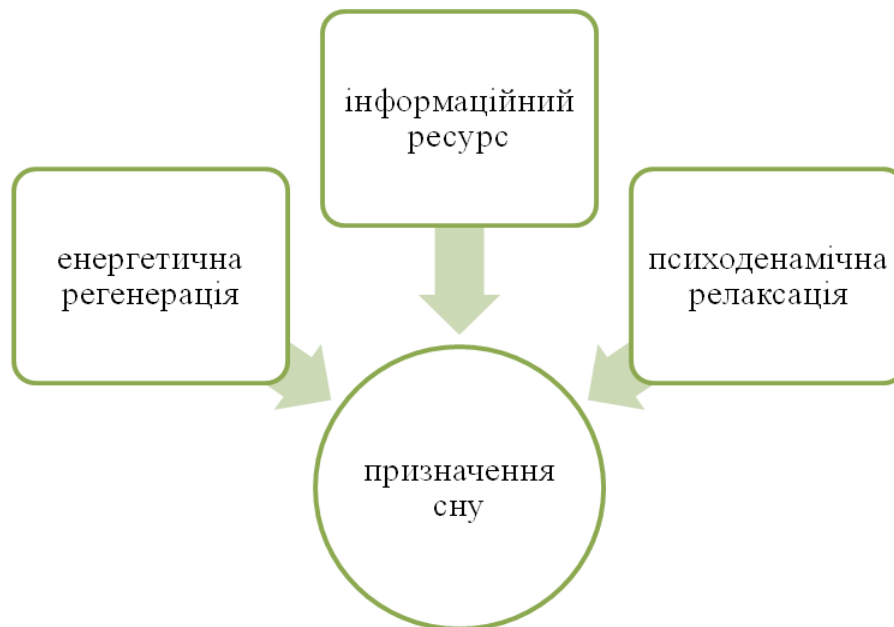 інформаційний
ресурс
енергетична
регенерація
психоденамічна
релаксація
призначення
сну